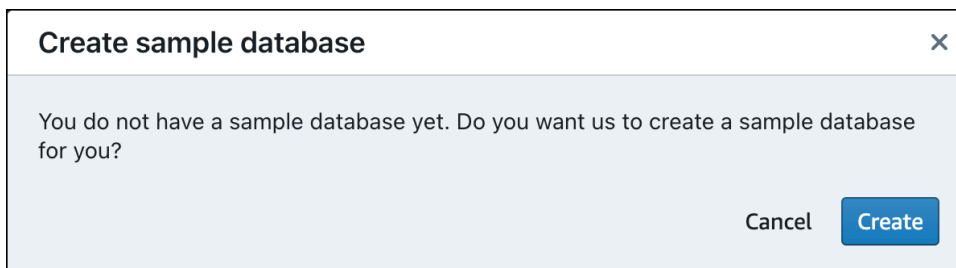 Create sample database
You do not have a sample database yet. Do you want us to create a sample database
for you?
Cancel Create